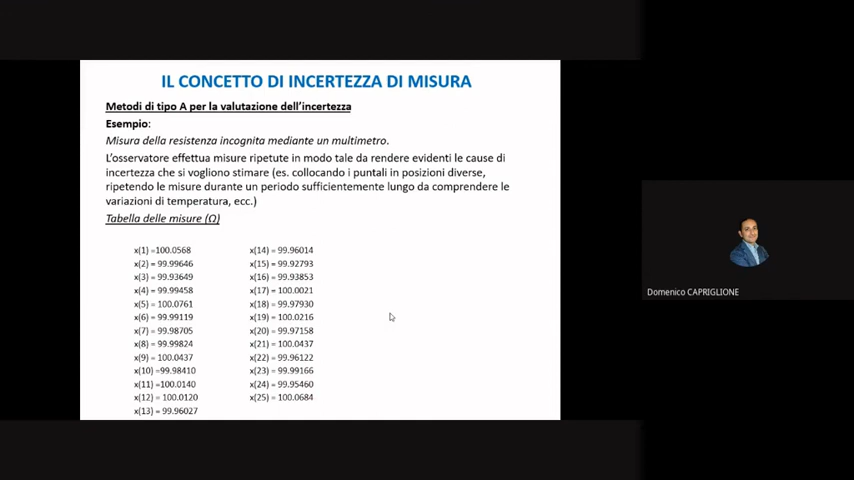 IL CONCETTO DI INCERTEZZA DI MISURA
Metodi di tipo A per la valutazione dell'incertezza
Esempio:
Misura della resistenza incognita mediante un multimetro.
L'osservatore effettua misure ripetute in modo tale da rendere evidenti le cause di
incertezza che si vogliono stimare (es. collocando i puntali in posizioni diverse,
ripetendo le misure durante un periodo sufficientemente lungo da comprendere le
variazioni di temperatura, ecc.)
Tabella delle misure (Ω)
x(1) =100.0568
x(2) = 99.99646
x(3) = 99.93649
x(4) = 99.99458
x(5) = 100.0761
x(6) = 99.99119
x(7) = 99.98705
x(8) = 99.99824
x(9) = 100.0437
x(10) =99.98410
x(11) =100.0140
x(12) = 100.0120
x(13) = 99.96027
x(14) = 99.96014
x(15) = 99.92793
x(16) = 99.93853
x(17) = 100.0021
x(18) = 99.97930
x(19) = 100.0216
x(20) = 99.97158
x(21) = 100.0437
x(22) = 99.96122
x(23) = 99.99166
x(24) = 99.95460
x(25) = 100.0684
Domenico CAPRIGLIONE